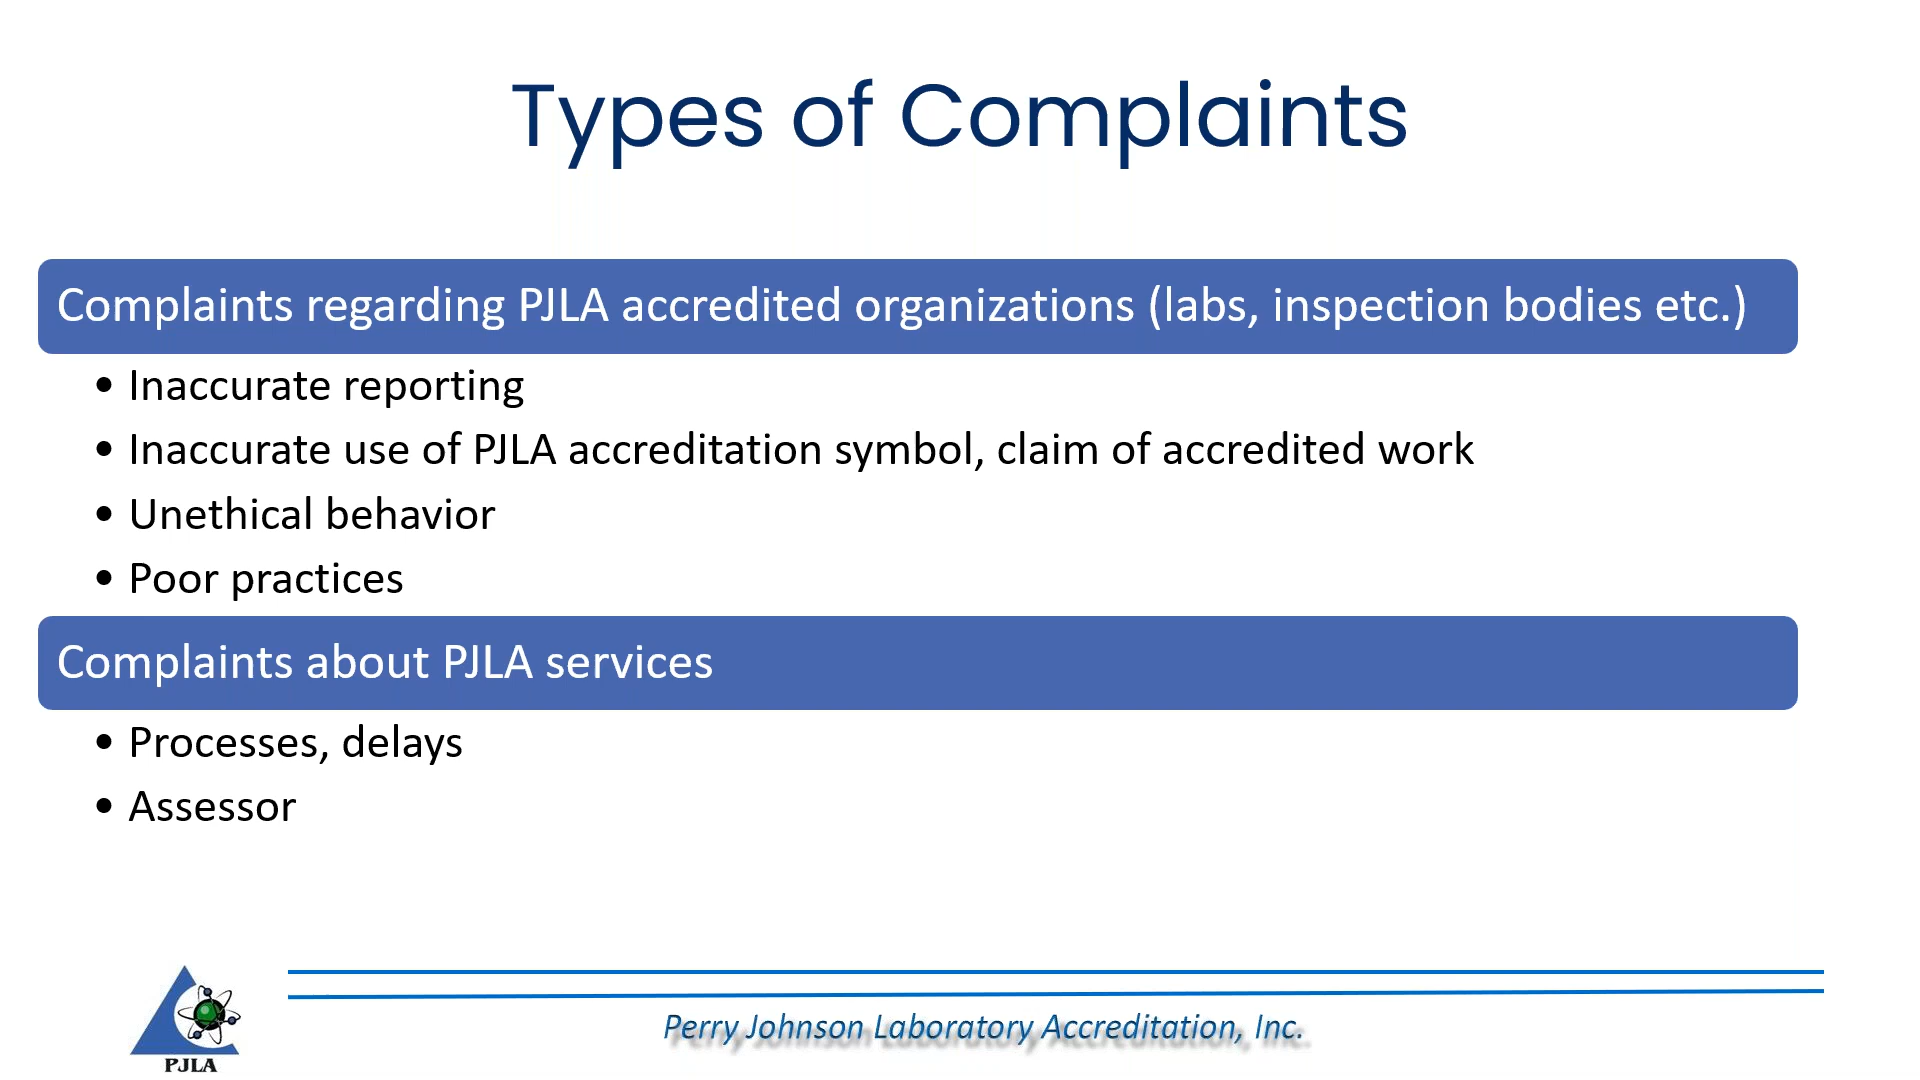 Types of Complaints
Complaints regarding PJLA accredited organizations (labs, inspection bodies etc.)
• Inaccurate reporting
• Inaccurate use of PJLA accreditation symbol, claim of accredited work
• Unethical behavior
• Poor practices
Complaints about PJLA services
• Processes, delays
• Assessor
PJLA
Perry Johnson Laboratory Accreditation, Inc.